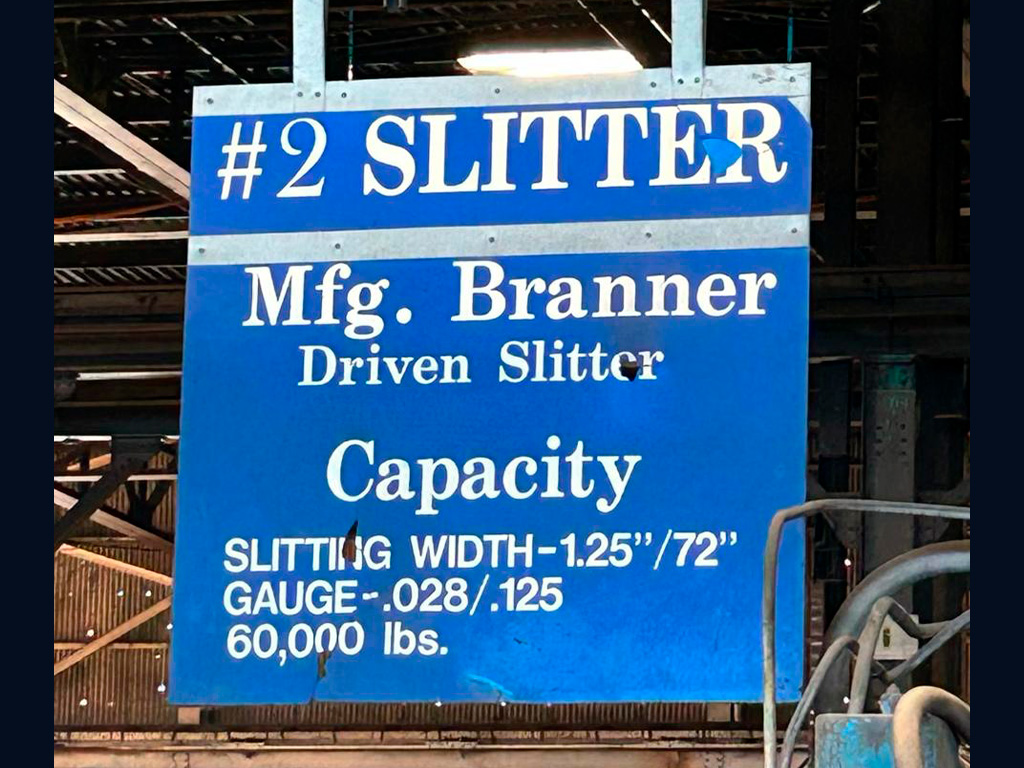 #2 SLITTER
Mfg. Branner
Driven Slitter
Capacity
SLITTING WIDTH-1.25"/72"
GAUGE-.028/.125
60,000 lbs.